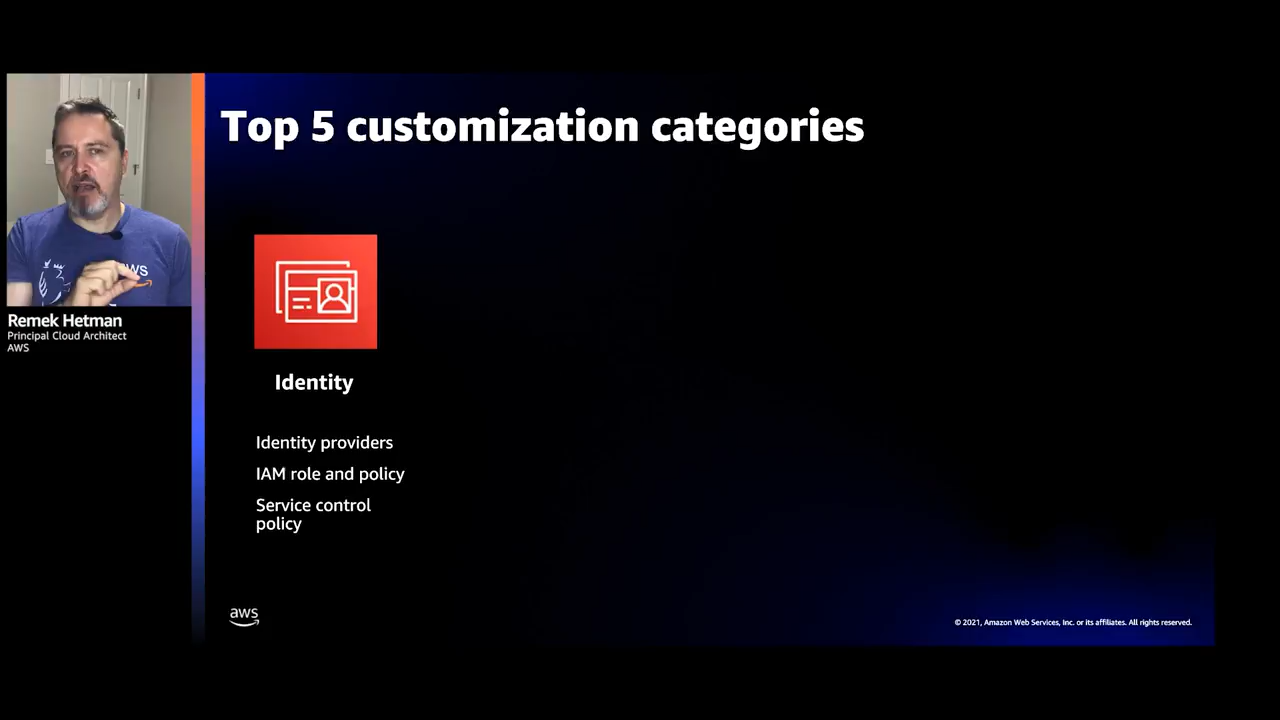 Top 5 customization categories
WS
Remek Hetman
Principal Cloud Architect
AWS
Identity
Identity providers
IAM role and policy
Service control
policy
aws
© 2021, Amazon Web Services, Inc. or its affiliates. All rights reserved.